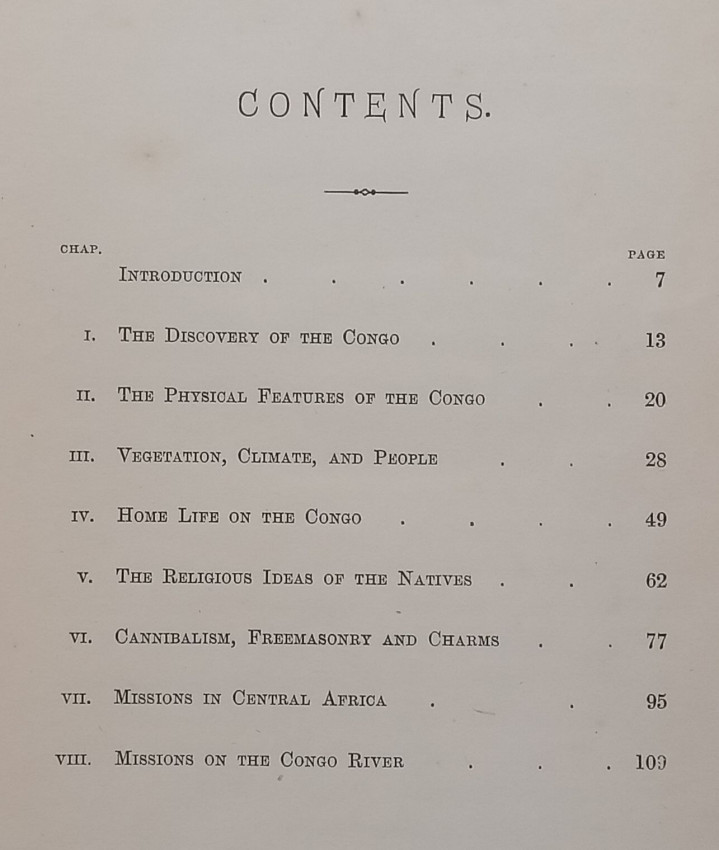 CONTENTS.
CHAP. PAGE
INTRODUCTION . . . . . . 7
I. THE DISCOVERY OF THE CONGO . . . 13
II. THE PHYSICAL FEATURES OF THE CONGO . . 20
III. VEGETATION, CLIMATE, AND PEOPLE . . 28
IV. HOME LIFE ON THE CONGO . . . . 49
V. THE RELIGIOUS IDEAS OF THE NATIVES . . 62
VI. CANNIBALISM, FREEMASONRY AND CHARMS . . 77
VII. MISSIONS IN CENTRAL AFRICA . . 95
VIII. MISSIONS ON THE CONGO RIVER . . . 109